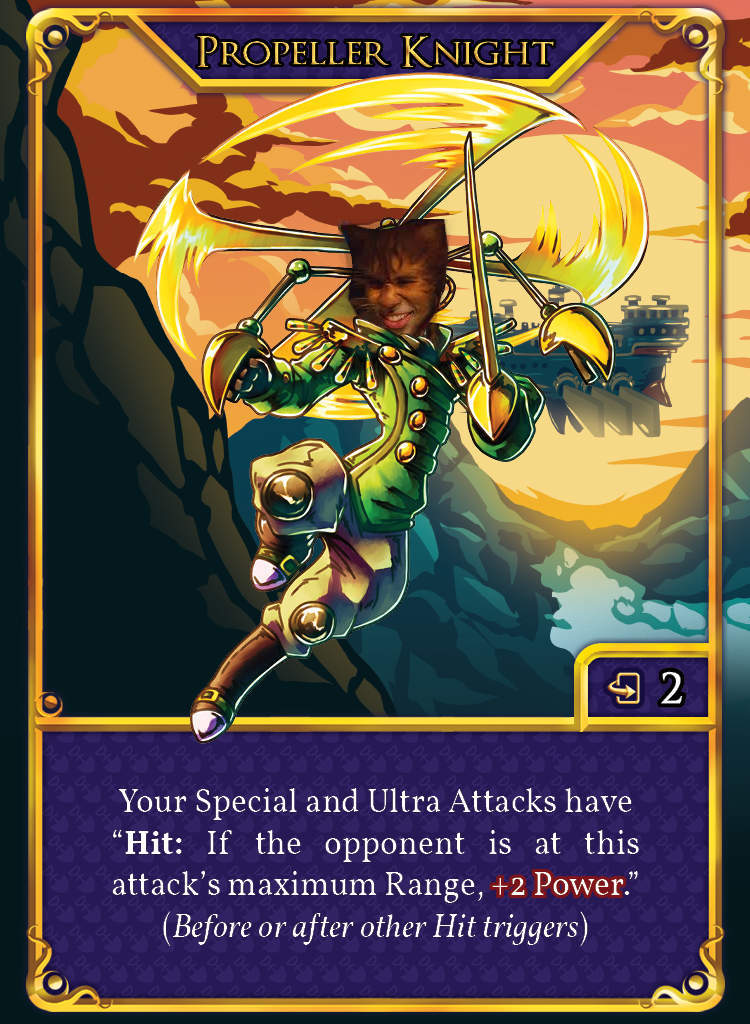 Propeller Knight
2
Your Special and Ultra Attacks have
“Hit: If the opponent is at this
attack’s maximum Range, +2 Power.”
(Before or after other Hit triggers)